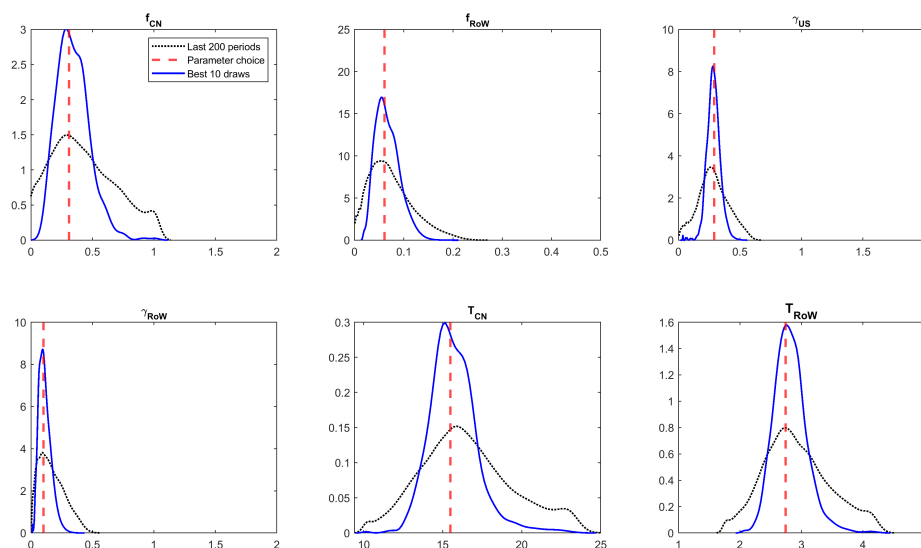 f_CN
3
2.5
2
1.5
1
0.5
0
0 0.5 1 1.5 2
Last 200 periods
Parameter choice
Best 10 draws
f_RoW
25
20
15
10
5
0
0 0.1 0.2 0.3 0.4 0.5
γ_US
10
8
6
4
2
0
0 0.5 1 1.5
γ_RoW
10
8
6
4
2
0
0 0.5 1 1.5 2
T_CN
0.3
0.25
0.2
0.15
0.1
0.05
0
10 15 20 25
T_RoW
1.6
1.4
1.2
1
0.8
0.6
0.4
0.2
0
1 2 3 4